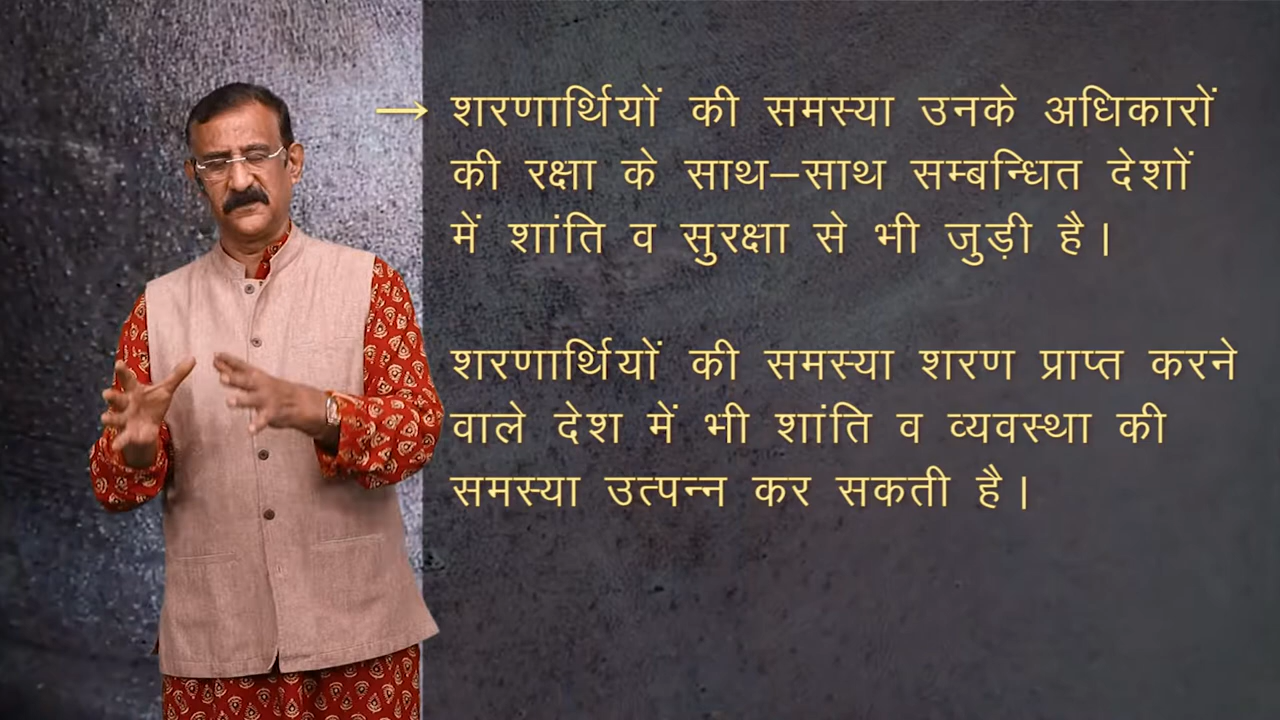 → शरणार्थियों की समस्या उनके अधिकारों
की रक्षा के साथ–साथ सम्बन्धित देशों
में शांति व सुरक्षा से भी जुड़ी है।
शरणार्थियों की समस्या शरण प्राप्त करने
वाले देश में भी शांति व व्यवस्था की
समस्या उत्पन्न कर सकती है।